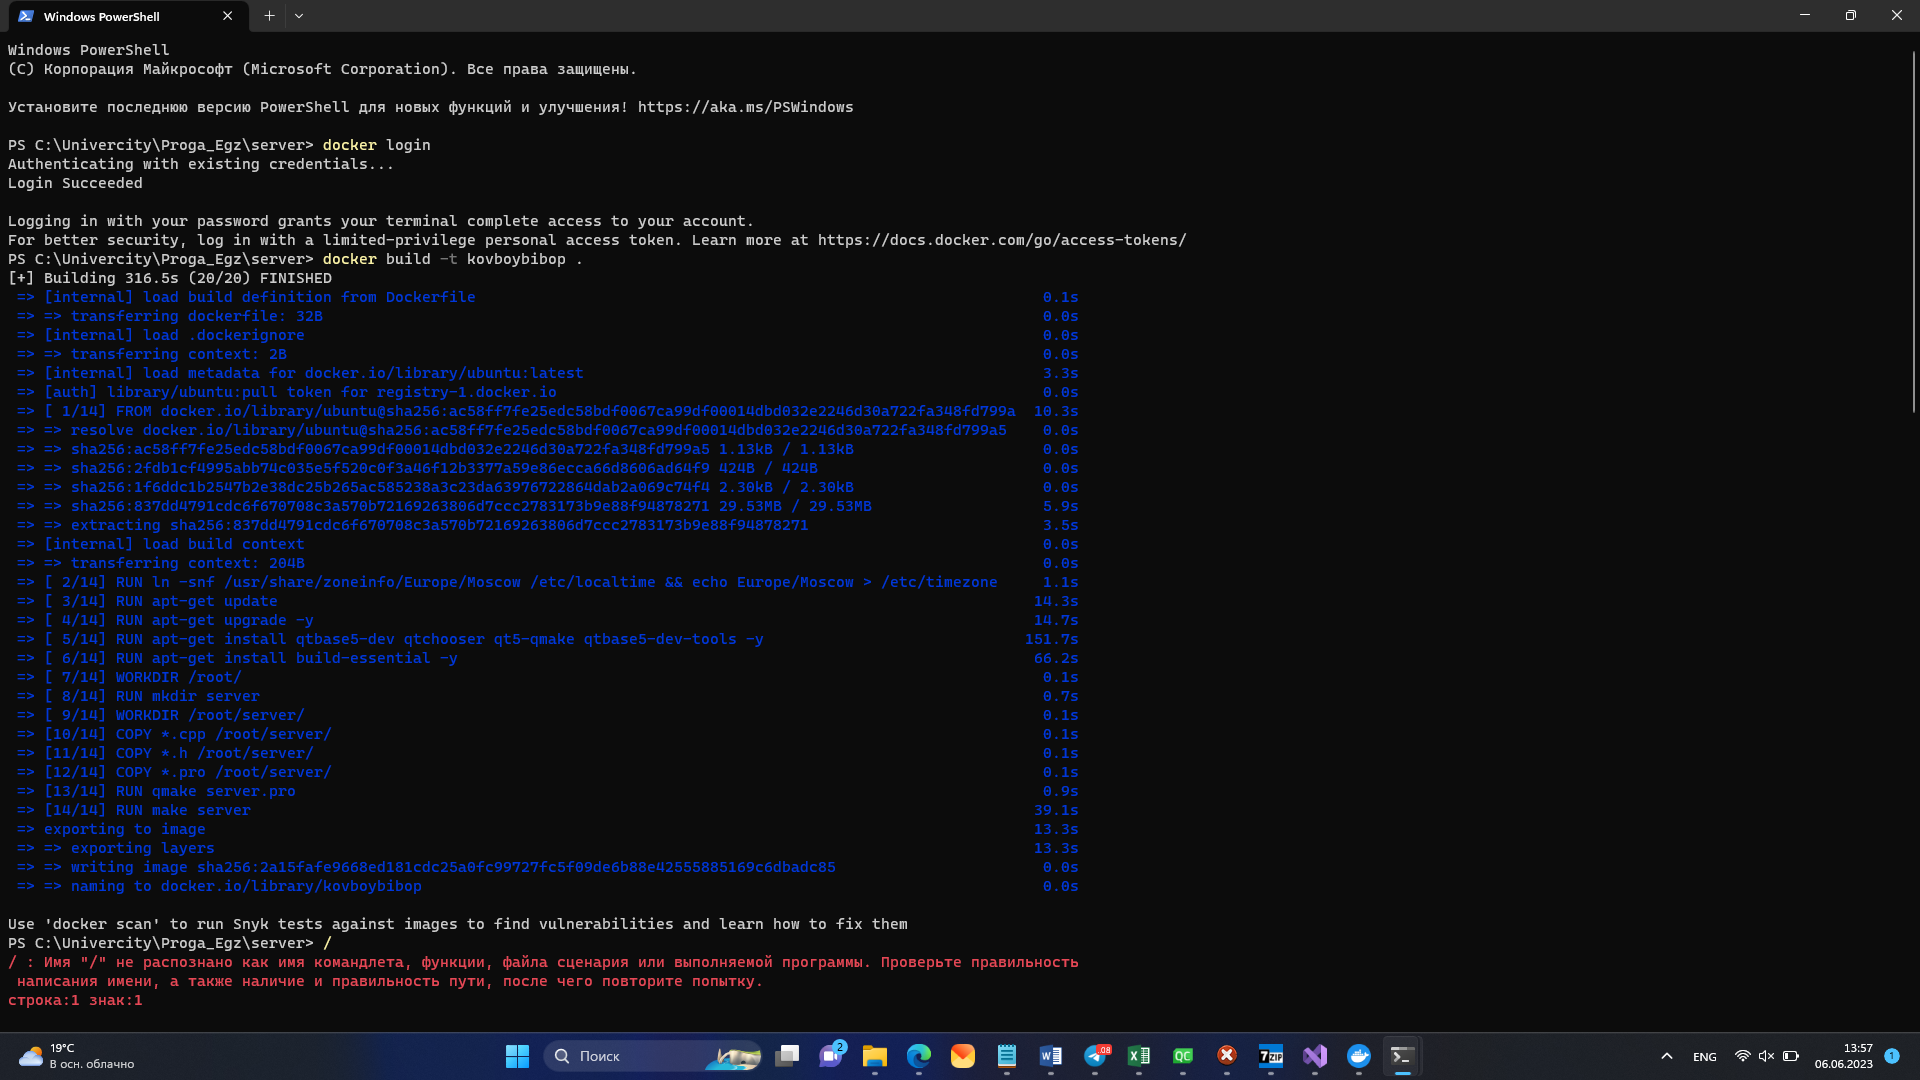 Windows PowerShell
Windows PowerShell
(C) Корпорация Майкрософт (Microsoft Corporation). Все права защищены.
Установите последнюю версию PowerShell для новых функций и улучшения! https://aka.ms/PSWindows
PS C:\Univercity\Proga_Egz\server> docker login
Authenticating with existing credentials...
Login Succeeded
Logging in with your password grants your terminal complete access to your account.
For better security, log in with a limited-privilege personal access token. Learn more at https://docs.docker.com/go/access-tokens/
PS C:\Univercity\Proga_Egz\server> docker build -t kovboybibop .
[+] Building 316.5s (20/20) FINISHED
=> [internal] load build definition from Dockerfile 0.1s
=> => transferring dockerfile: 32B 0.0s
=> [internal] load .dockerignore 0.0s
=> => transferring context: 2B 0.0s
=> [internal] load metadata for docker.io/library/ubuntu:latest 3.3s
=> [auth] library/ubuntu:pull token for registry-1.docker.io 0.0s
=> [ 1/14] FROM docker.io/library/ubuntu@sha256:ac58ff7fe25edc58bdf0067ca99df00014dbd032e2246d30a722fa348fd799a 10.3s
=> => resolve docker.io/library/ubuntu@sha256:ac58ff7fe25edc58bdf0067ca99df00014dbd032e2246d30a722fa348fd799a5 0.0s
=> => sha256:ac58ff7fe25edc58bdf0067ca99df00014dbd032e2246d30a722fa348fd799a5 1.13kB / 1.13kB 0.0s
=> => sha256:2fdb1cf4995abb74c035e5f520c0f3a46f12b3377a59e86ecca66d8606ad64f9 424B / 424B 0.0s
=> => sha256:1f6ddc1b2547b2e38dc25b265ac585238a3c23da63976722864dab2a069c74f4 2.30kB / 2.30kB 0.0s
=> => sha256:837dd4791cdc6f670708c3a570b72169263806d7ccc2783173b9e88f94878271 29.53MB / 29.53MB 5.9s
=> => extracting sha256:837dd4791cdc6f670708c3a570b72169263806d7ccc2783173b9e88f94878271 3.5s
=> [internal] load build context 0.0s
=> => transferring context: 204B 0.0s
=> [ 2/14] RUN ln -snf /usr/share/zoneinfo/Europe/Moscow /etc/localtime && echo Europe/Moscow > /etc/timezone 1.1s
=> [ 3/14] RUN apt-get update 14.3s
=> [ 4/14] RUN apt-get upgrade -y 14.7s
=> [ 5/14] RUN apt-get install qtbase5-dev qtchooser qt5-qmake qtbase5-dev-tools -y 151.7s
=> [ 6/14] RUN apt-get install build-essential -y 66.2s
=> [ 7/14] WORKDIR /root/ 0.1s
=> [ 8/14] RUN mkdir server 0.7s
=> [ 9/14] WORKDIR /root/server/ 0.1s
=> [10/14] COPY *.cpp /root/server/ 0.1s
=> [11/14] COPY *.h /root/server/ 0.1s
=> [12/14] COPY *.pro /root/server/ 0.1s
=> [13/14] RUN qmake server.pro 0.9s
=> [14/14] RUN make server 39.1s
=> exporting to image 13.3s
=> => exporting layers 13.3s
=> => writing image sha256:2a15fafe9668ed181cdc25a0fc99727fc5f09de6b88e42555885169c6dbadc85 0.0s
=> => naming to docker.io/library/kovboybibop 0.0s
Use 'docker scan' to run Snyk tests against images to find vulnerabilities and learn how to fix them
PS C:\Univercity\Proga_Egz\server> /
/ : Имя "/" не распознано как имя командлета, функции, файла сценария или выполняемой программы. Проверьте правильность
написания имени, а также наличие и правильность пути, после чего повторите попытку.
строка:1 знак:1
19°C
В осн. облачно
Поиск
2
.08
QC
7ZIP
ENG
13:57
06.06.2023
1